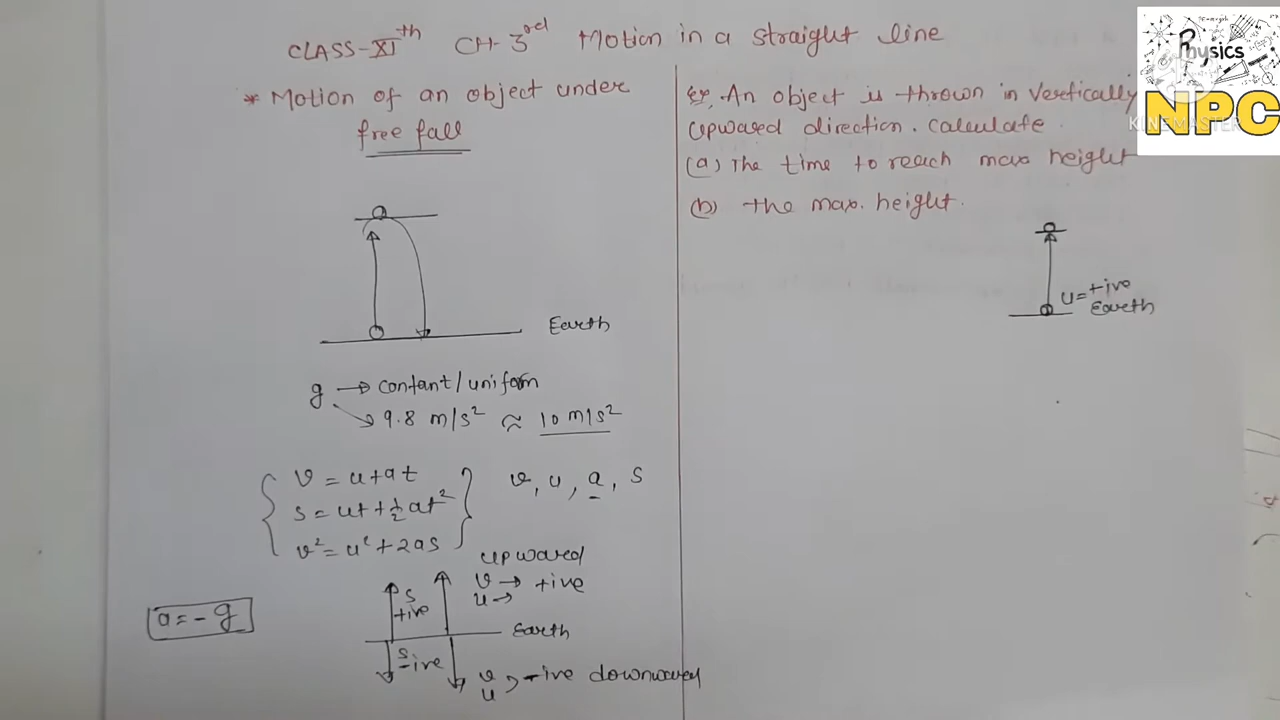 CLASS-XIth CH-3rd Motion in a straight line
* Motion of an object under
free fall
Earth
g → contant/uniform
→ 9.8 m/s² ≈ 10 m/s²
v = u+at
s = ut+½at²
v² = u²+2as
v, u, a, s
upward
v → +ive
u →
s
+ive
Earth
s
-ive
v
u
-ive downward
a = -g
Ex. An object is thrown in vertically
upward direction. calculate
(a) The time to reach max height
(b) the max. height.
u=+ive
Earth
Physics
NPC
KINEMASTER